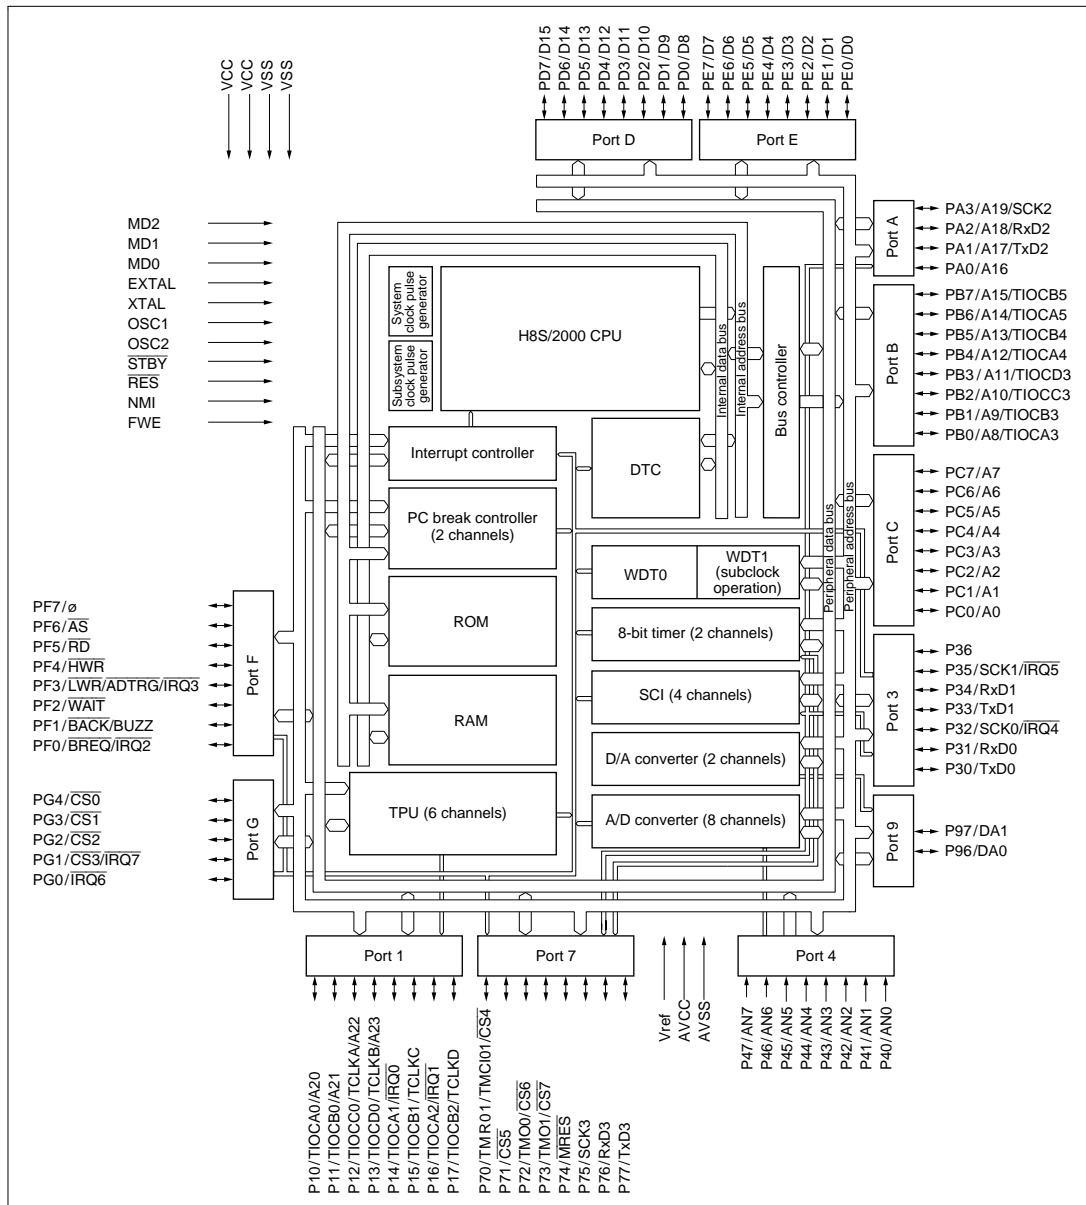 VCC
VCC
VSS
VSS
PD7/D15
PD6/D14
PD5/D13
PD4/D12
PD3/D11
PD2/D10
PD1/D9
PD0/D8
PE7/D7
PE6/D6
PE5/D5
PE4/D4
PE3/D3
PE2/D2
PE1/D1
PE0/D0
Port D
Port E
MD2
MD1
MD0
EXTAL
XTAL
OSC1
OSC2
STBY
RES
NMI
FWE
System
clock pulse
generator
Subsystem
clock pulse
generator
H8S/2000 CPU
Internal data bus
Internal address bus
Bus controller
Interrupt controller
DTC
PC break controller
(2 channels)
WDT0
WDT1
(subclock
operation)
ROM
8-bit timer (2 channels)
SCI (4 channels)
RAM
D/A converter (2 channels)
TPU (6 channels)
A/D converter (8 channels)
Peripheral data bus
Peripheral address bus
Port A
PA3/A19/SCK2
PA2/A18/RxD2
PA1/A17/TxD2
PA0/A16
Port B
PB7/A15/TIOCB5
PB6/A14/TIOCA5
PB5/A13/TIOCB4
PB4/A12/TIOCA4
PB3/A11/TIOCD3
PB2/A10/TIOCC3
PB1/A9/TIOCB3
PB0/A8/TIOCA3
Port C
PC7/A7
PC6/A6
PC5/A5
PC4/A4
PC3/A3
PC2/A2
PC1/A1
PC0/A0
Port 3
P36
P35/SCK1/IRQ5
P34/RxD1
P33/TxD1
P32/SCK0/IRQ4
P31/RxD0
P30/TxD0
Port 9
P97/DA1
P96/DA0
PF7/ø
PF6/AS
PF5/RD
PF4/HWR
PF3/LWR/ADTRG/IRQ3
PF2/WAIT
PF1/BACK/BUZZ
PF0/BREQ/IRQ2
Port F
PG4/CS0
PG3/CS1
PG2/CS2
PG1/CS3/IRQ7
PG0/IRQ6
Port G
Port 1
Port 7
Port 4
P10/TIOCA0/A20
P11/TIOCB0/A21
P12/TIOCC0/TCLKA/A22
P13/TIOCD0/TCLKB/A23
P14/TIOCA1/IRQ0
P15/TIOCB1/TCLKC
P16/TIOCA2/IRQ1
P17/TIOCB2/TCLKD
P70/TMR01/TMCI01/CS4
P71/CS5
P72/TMO0/CS6
P73/TMO1/CS7
P74/MRES
P75/SCK3
P76/RxD3
P77/TxD3
Vref
AVCC
AVSS
P47/AN7
P46/AN6
P45/AN5
P44/AN4
P43/AN3
P42/AN2
P41/AN1
P40/AN0